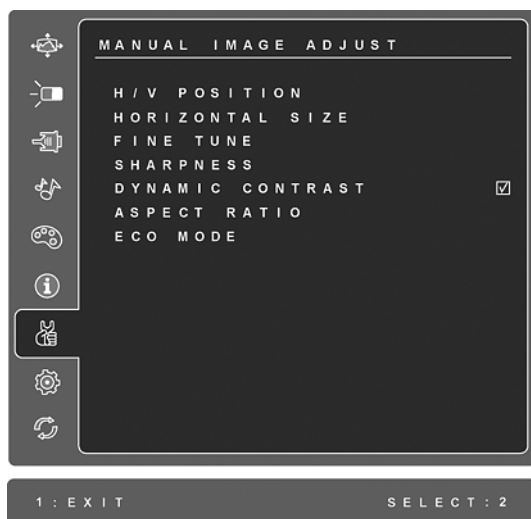 MANUAL IMAGE ADJUST
H/V POSITION
HORIZONTAL SIZE
FINE TUNE
SHARPNESS
DYNAMIC CONTRAST
ASPECT RATIO
ECO MODE
1:EXIT SELECT:2